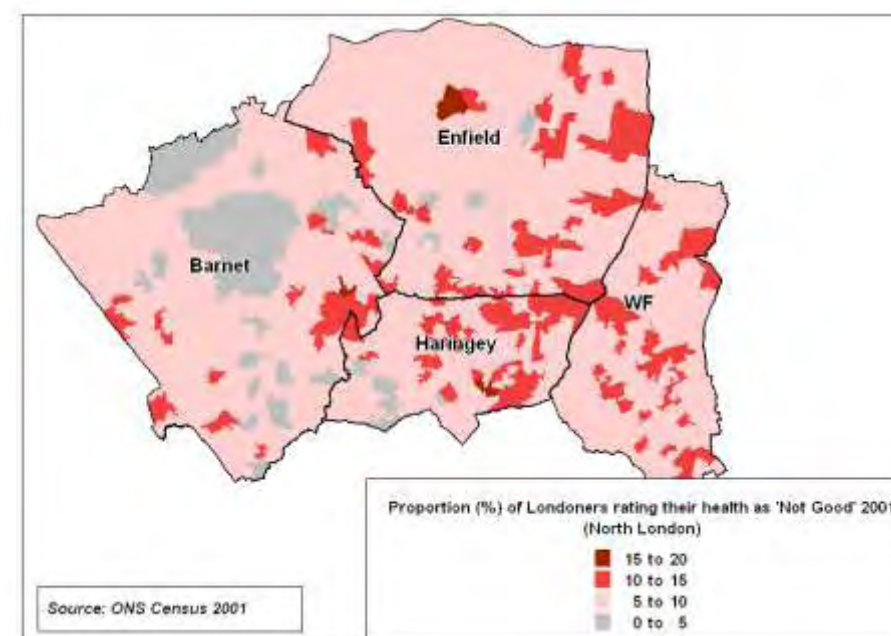 Enfield
Barnet
WF
Haringey
Proportion (%) of Londoners rating their health as 'Not Good' 2001
(North London)
15 to 20
10 to 15
5 to 10
0 to 5
Source: ONS Census 2001